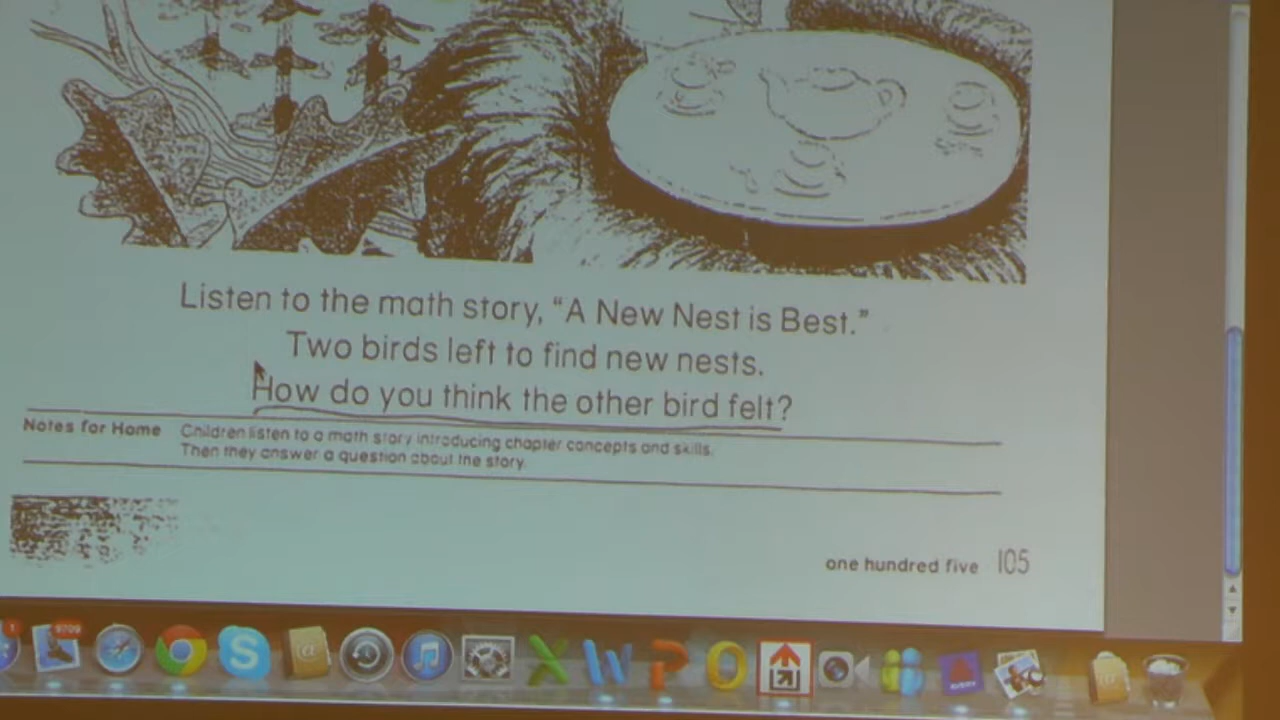 Listen to the math story, “A New Nest is Best.”
Two birds left to find new nests.
How do you think the other bird felt?
Notes for Home Children listen to a math story introducing chapter concepts and skills.
Then they answer a question about the story.
one hundred five 105
1
9709